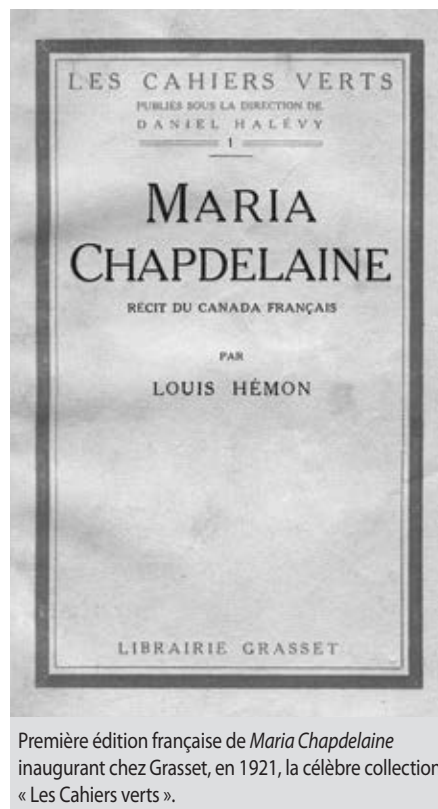 LES CAHIERS VERTS
PUBLIÉS SOUS LA DIRECTION DE
DANIEL HALÉVY
1
MARIA
CHAPDELAINE
RÉCIT DU CANADA FRANÇAIS
PAR
LOUIS HÉMON
LIBRAIRIE GRASSET
Première édition française de Maria Chapdelaine
inaugurant chez Grasset, en 1921, la célèbre collection
« Les Cahiers verts ».